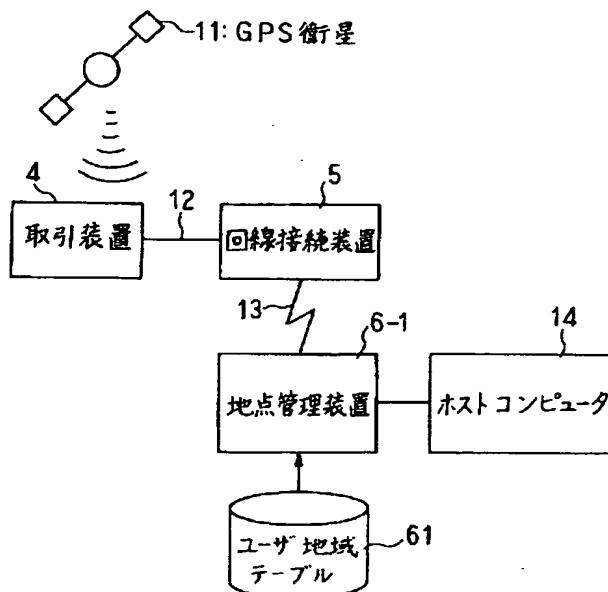 11:GPS衛星
4
取引装置
12
5
回線接続装置
13
6-1
地点管理装置
14
ホストコンピュータ
ユーザ地域
テーブル
61